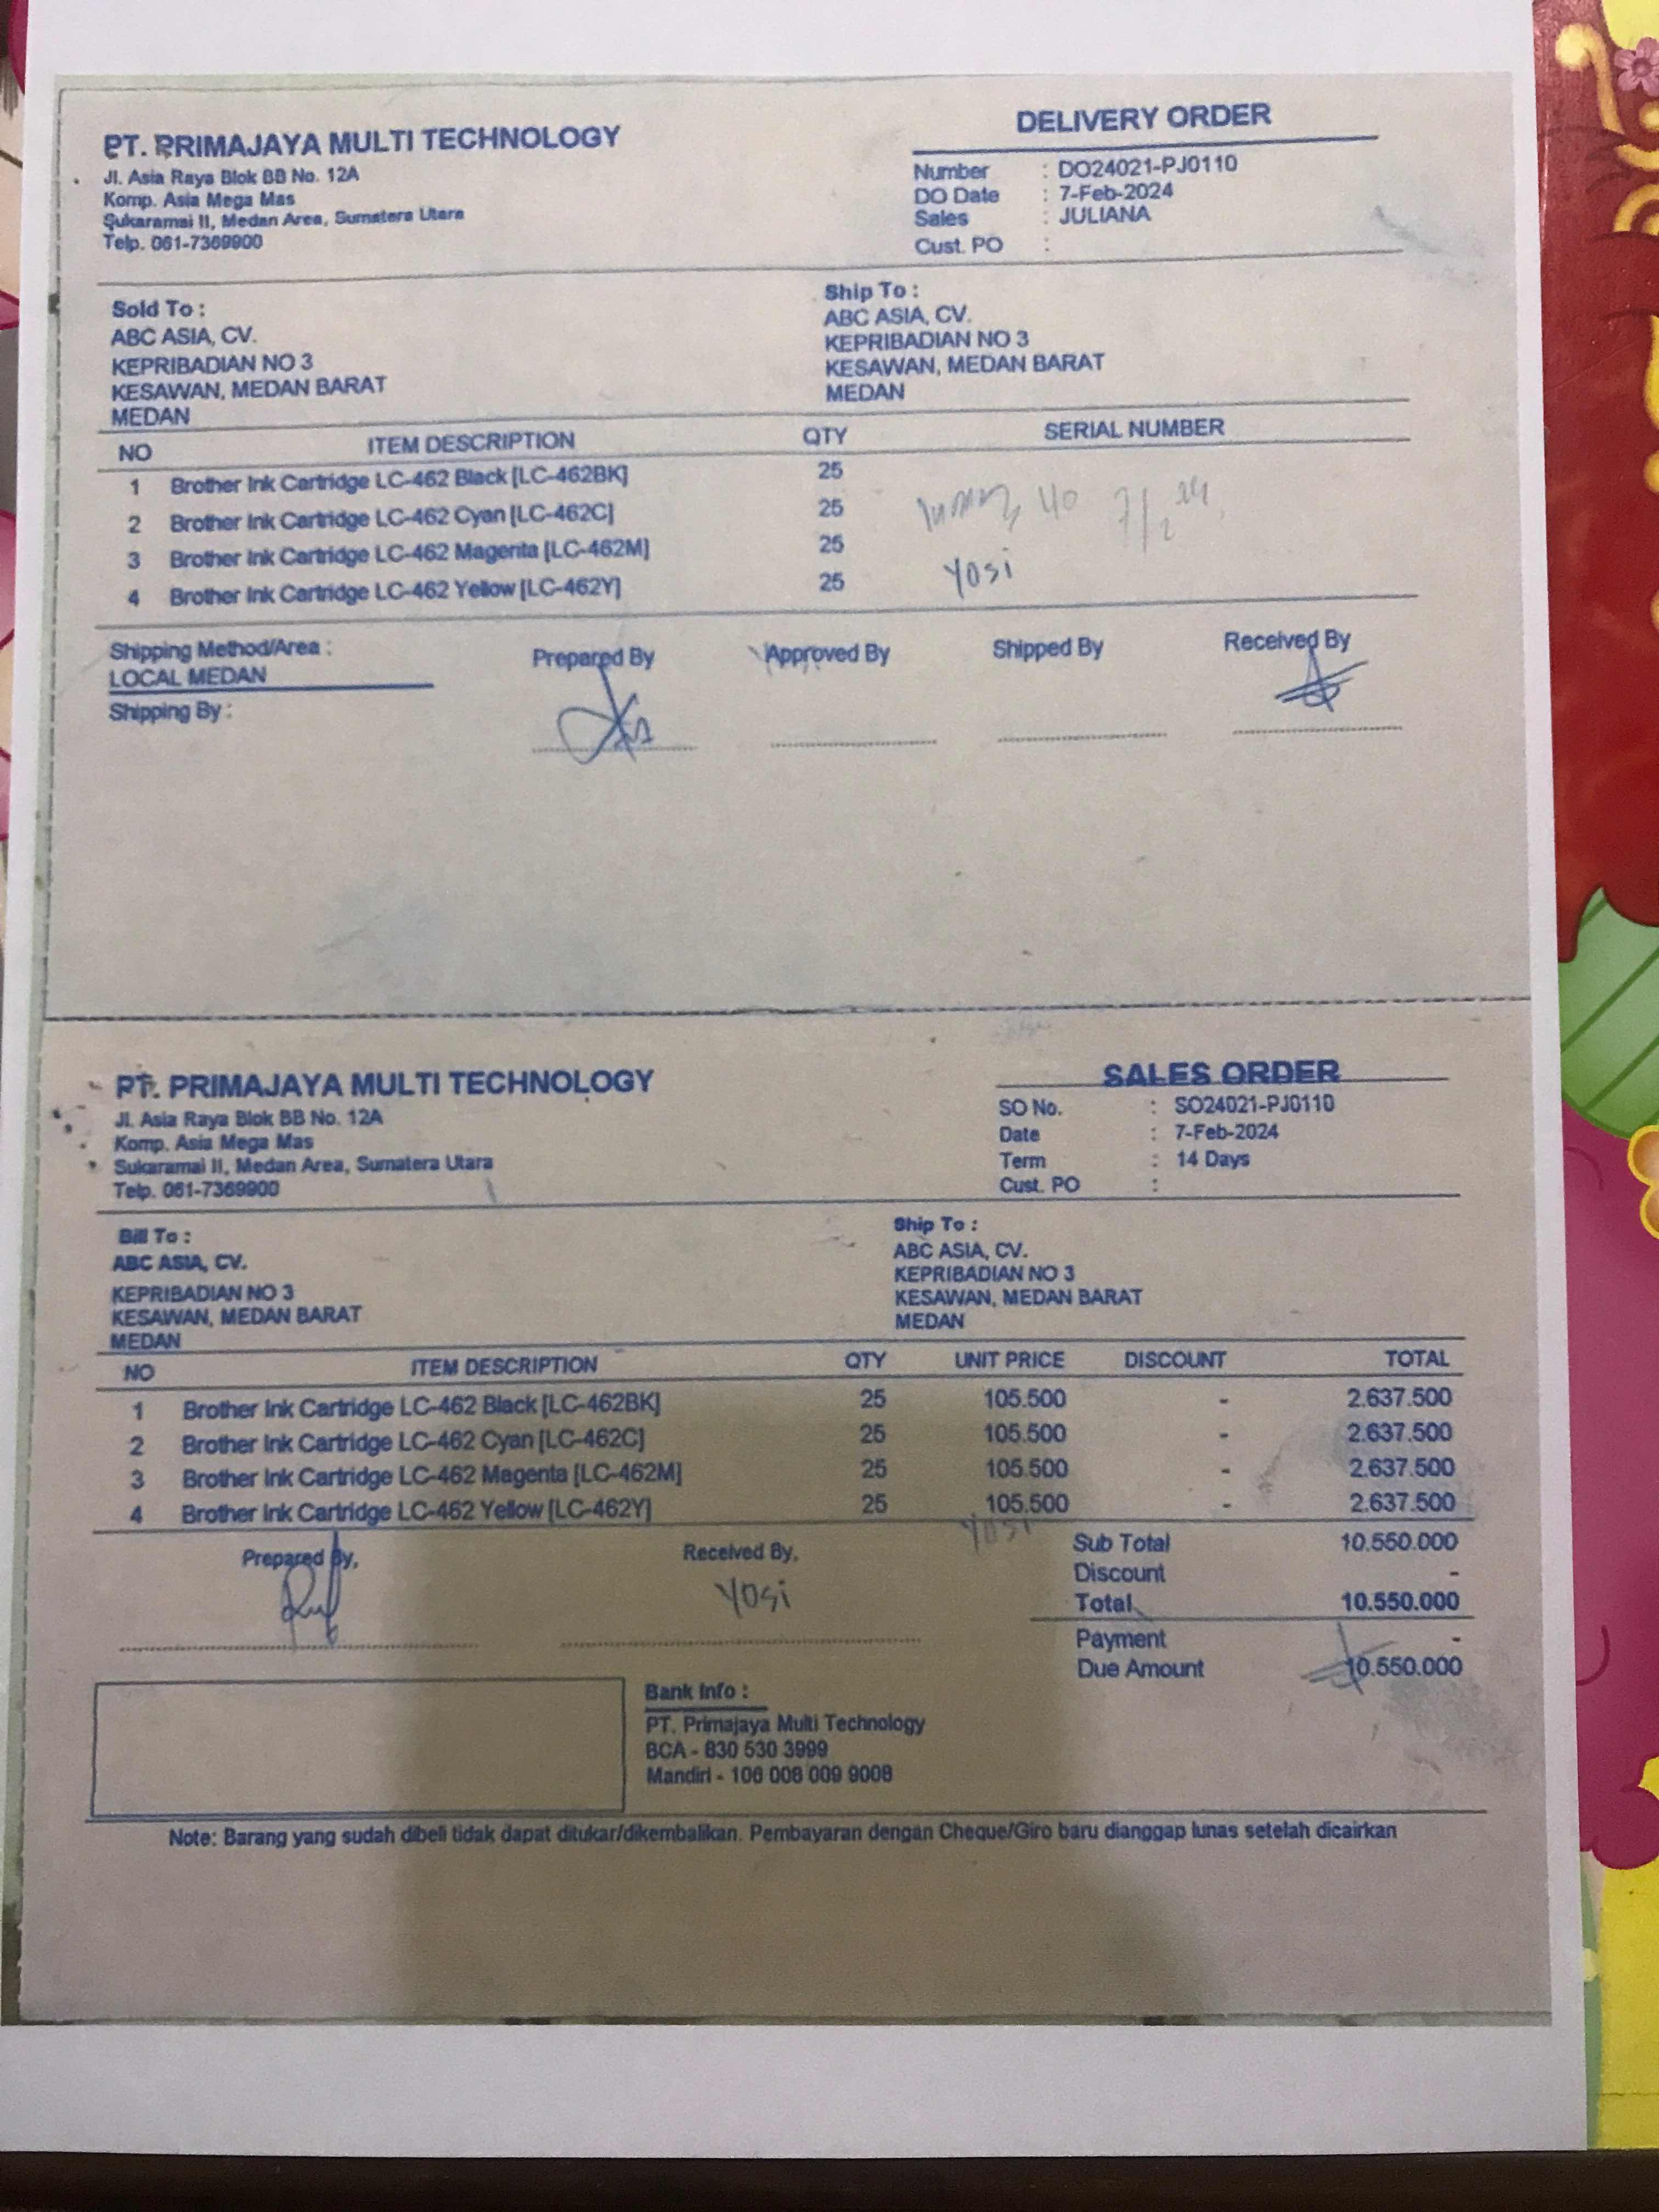 DELIVERY ORDER
PT. PRIMAJAYA MULTI TECHNOLOGY
Jl. Asia Raya Blok BB No. 12A
Komp. Asia Mega Mas
Sukaramai II, Medan Area, Sumatera Utara
Telp. 061-7369900
Number : DO24021-PJ0110
DO Date : 7-Feb-2024
Sales : JULIANA
Cust. PO :
Sold To :
ABC ASIA, CV.
KEPRIBADIAN NO 3
KESAWAN, MEDAN BARAT
MEDAN
Ship To :
ABC ASIA, CV.
KEPRIBADIAN NO 3
KESAWAN, MEDAN BARAT
MEDAN
NO ITEM DESCRIPTION QTY SERIAL NUMBER
1 Brother Ink Cartridge LC-462 Black [LC-462BK] 25
2 Brother Ink Cartridge LC-462 Cyan [LC-462C] 25
3 Brother Ink Cartridge LC-462 Magenta [LC-462M] 25
4 Brother Ink Cartridge LC-462 Yellow [LC-462Y] 25
Yosi
Shipping Method/Area :
LOCAL MEDAN
Shipping By :
Prepared By Approved By Shipped By Received By
PT. PRIMAJAYA MULTI TECHNOLOGY
Jl. Asia Raya Blok BB No. 12A
Komp. Asia Mega Mas
Sukaramai II, Medan Area, Sumatera Utara
Telp. 061-7369900
SALES ORDER
SO No. : SO24021-PJ0110
Date : 7-Feb-2024
Term : 14 Days
Cust. PO :
Bill To :
ABC ASIA, CV.
KEPRIBADIAN NO 3
KESAWAN, MEDAN BARAT
MEDAN
Ship To :
ABC ASIA, CV.
KEPRIBADIAN NO 3
KESAWAN, MEDAN BARAT
MEDAN
NO ITEM DESCRIPTION QTY UNIT PRICE DISCOUNT TOTAL
1 Brother Ink Cartridge LC-462 Black [LC-462BK] 25 105.500 - 2.637.500
2 Brother Ink Cartridge LC-462 Cyan [LC-462C] 25 105.500 - 2.637.500
3 Brother Ink Cartridge LC-462 Magenta [LC-462M] 25 105.500 - 2.637.500
4 Brother Ink Cartridge LC-462 Yellow [LC-462Y] 25 105.500 - 2.637.500
Yosi
Prepared By, Received By,
Yosi
Sub Total 10.550.000
Discount -
Total 10.550.000
Payment -
Due Amount 10.550.000
Bank Info :
PT. Primajaya Multi Technology
BCA - 830 530 3999
Mandiri - 106 008 009 9008
Note: Barang yang sudah dibeli tidak dapat ditukar/dikembalikan. Pembayaran dengan Cheque/Giro baru dianggap lunas setelah dicairkan